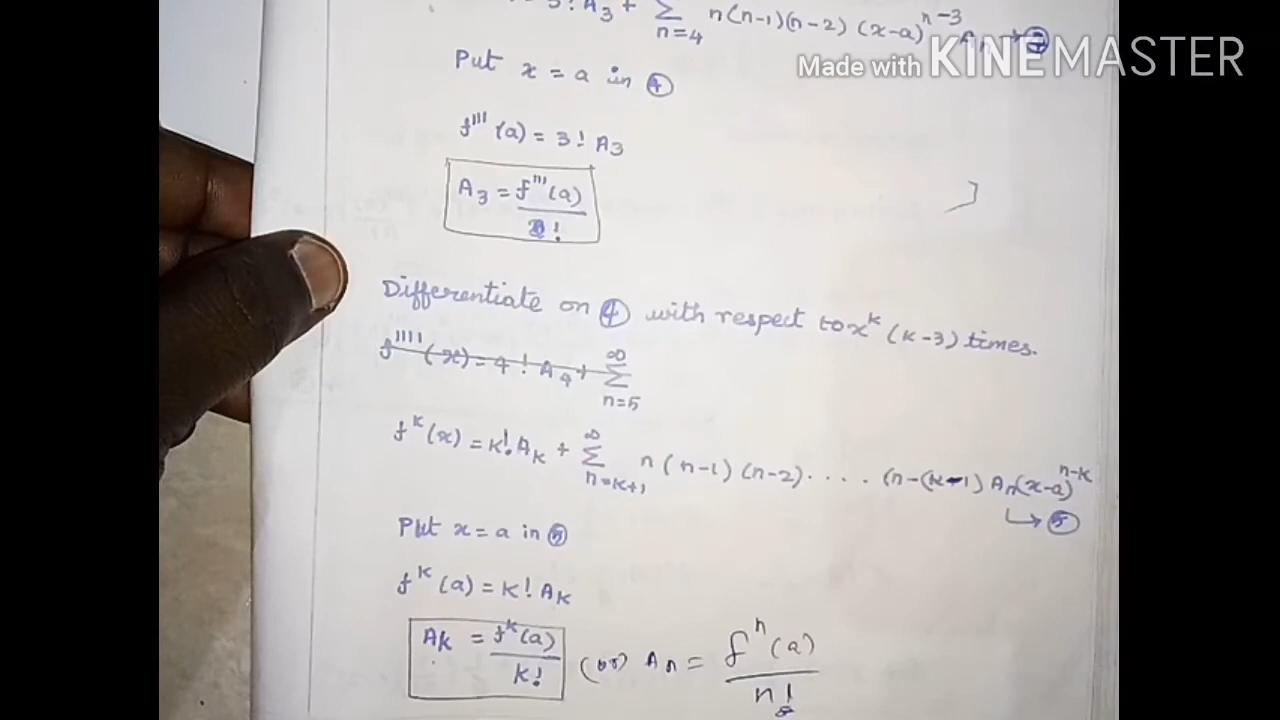 3! A3 + ∑ n(n-1)(n-2) (x-a)^n-3 An → ④
n=4
Made with KINEMASTER
Put x = a in ④
f'''(a) = 3! A3
A3 = f'''(a) / 3!
Differentiate on ④ with respect to x^k (k-3) times.
f''''(x) = 4! A4 + ∞ ∑ n=5
f^k(x) = k! Ak + ∞ ∑ n=k+1 n(n-1)(n-2) . . . . (n-(k-1) An(x-a)^n-k
→ ⑤
Put x = a in ⑤
f^k(a) = k! Ak
Ak = f^k(a) / k! (or) An = f^n(a) / n!